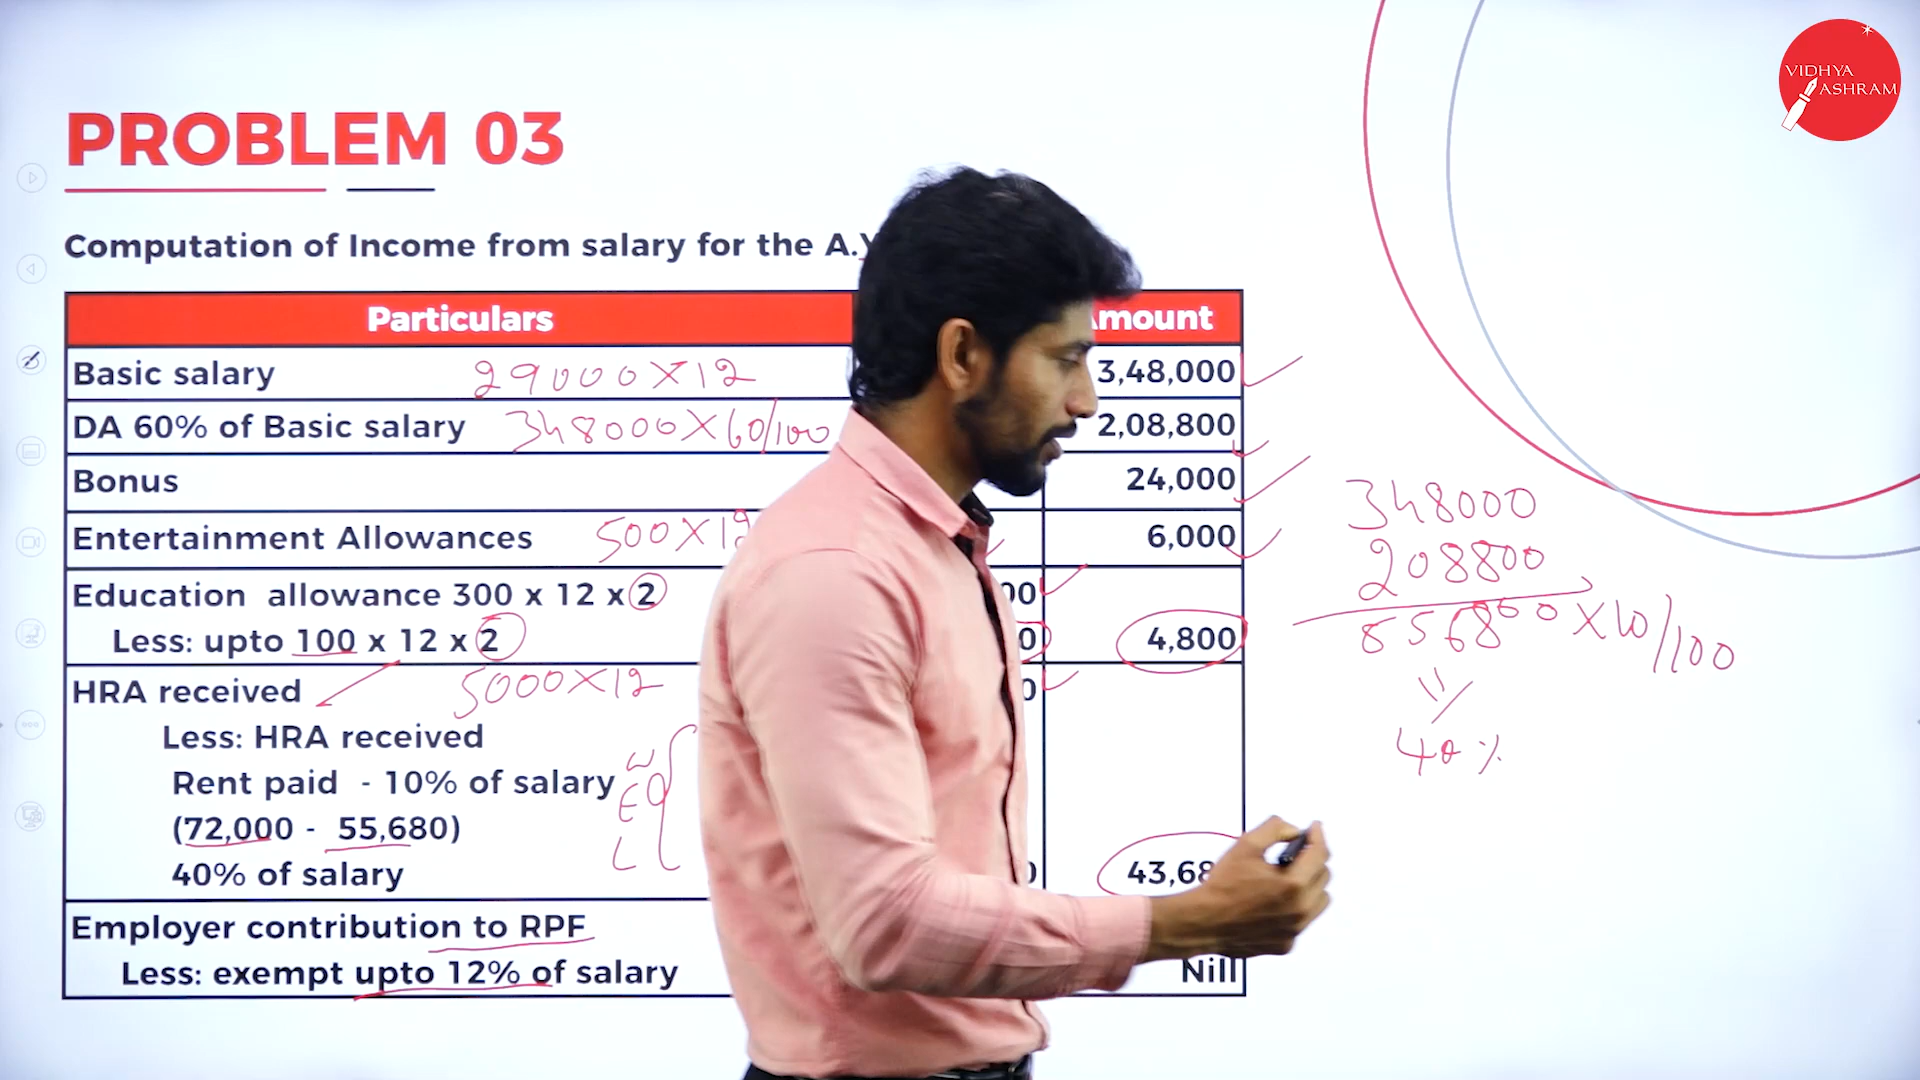 VIDHYA
ASHRAM
PROBLEM 03
Computation of Income from salary for the A.
Particulars
Amount
Basic salary 29000 X 12 3,48,000
DA 60% of Basic salary 348000 X 60/100 2,08,800
Bonus 24,000
Entertainment Allowances 500 X 12 6,000
Education allowance 300 x 12 x 2
Less: upto 100 x 12 x 2 4,800
HRA received 5000 X 12
Less: HRA received
Rent paid - 10% of salary
(72,000 - 55,680)
40% of salary 43,68
W
E
L
Employer contribution to RPF
Less: exempt upto 12% of salary Nill
348000
208800
556800 X 10/100
40%